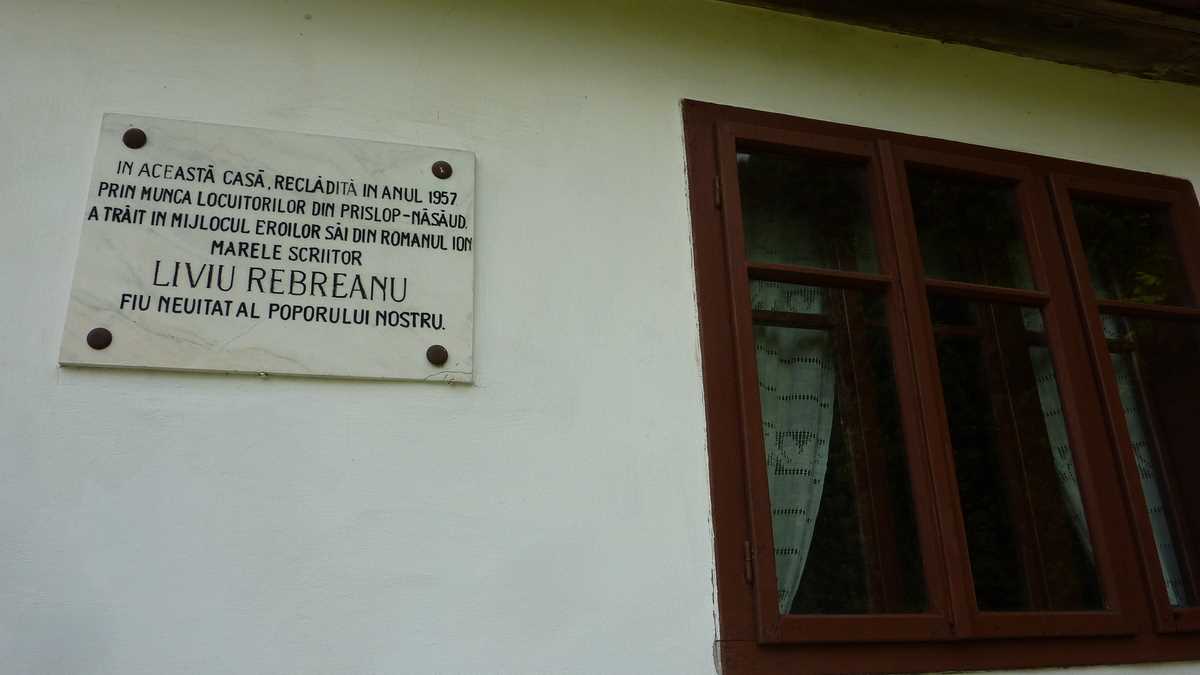 IN ACEASTĂ CASĂ, RECLĂDITĂ IN ANUL 1957
PRIN MUNCA LOCUITORILOR DIN PRISLOP-NĂSĂUD,
A TRĂIT IN MIJLOCUL EROILOR SĂI DIN ROMANUL ION
MARELE SCRIITOR
LIVIU REBREANU
FIU NEUITAT AL POPORULUI NOSTRU.